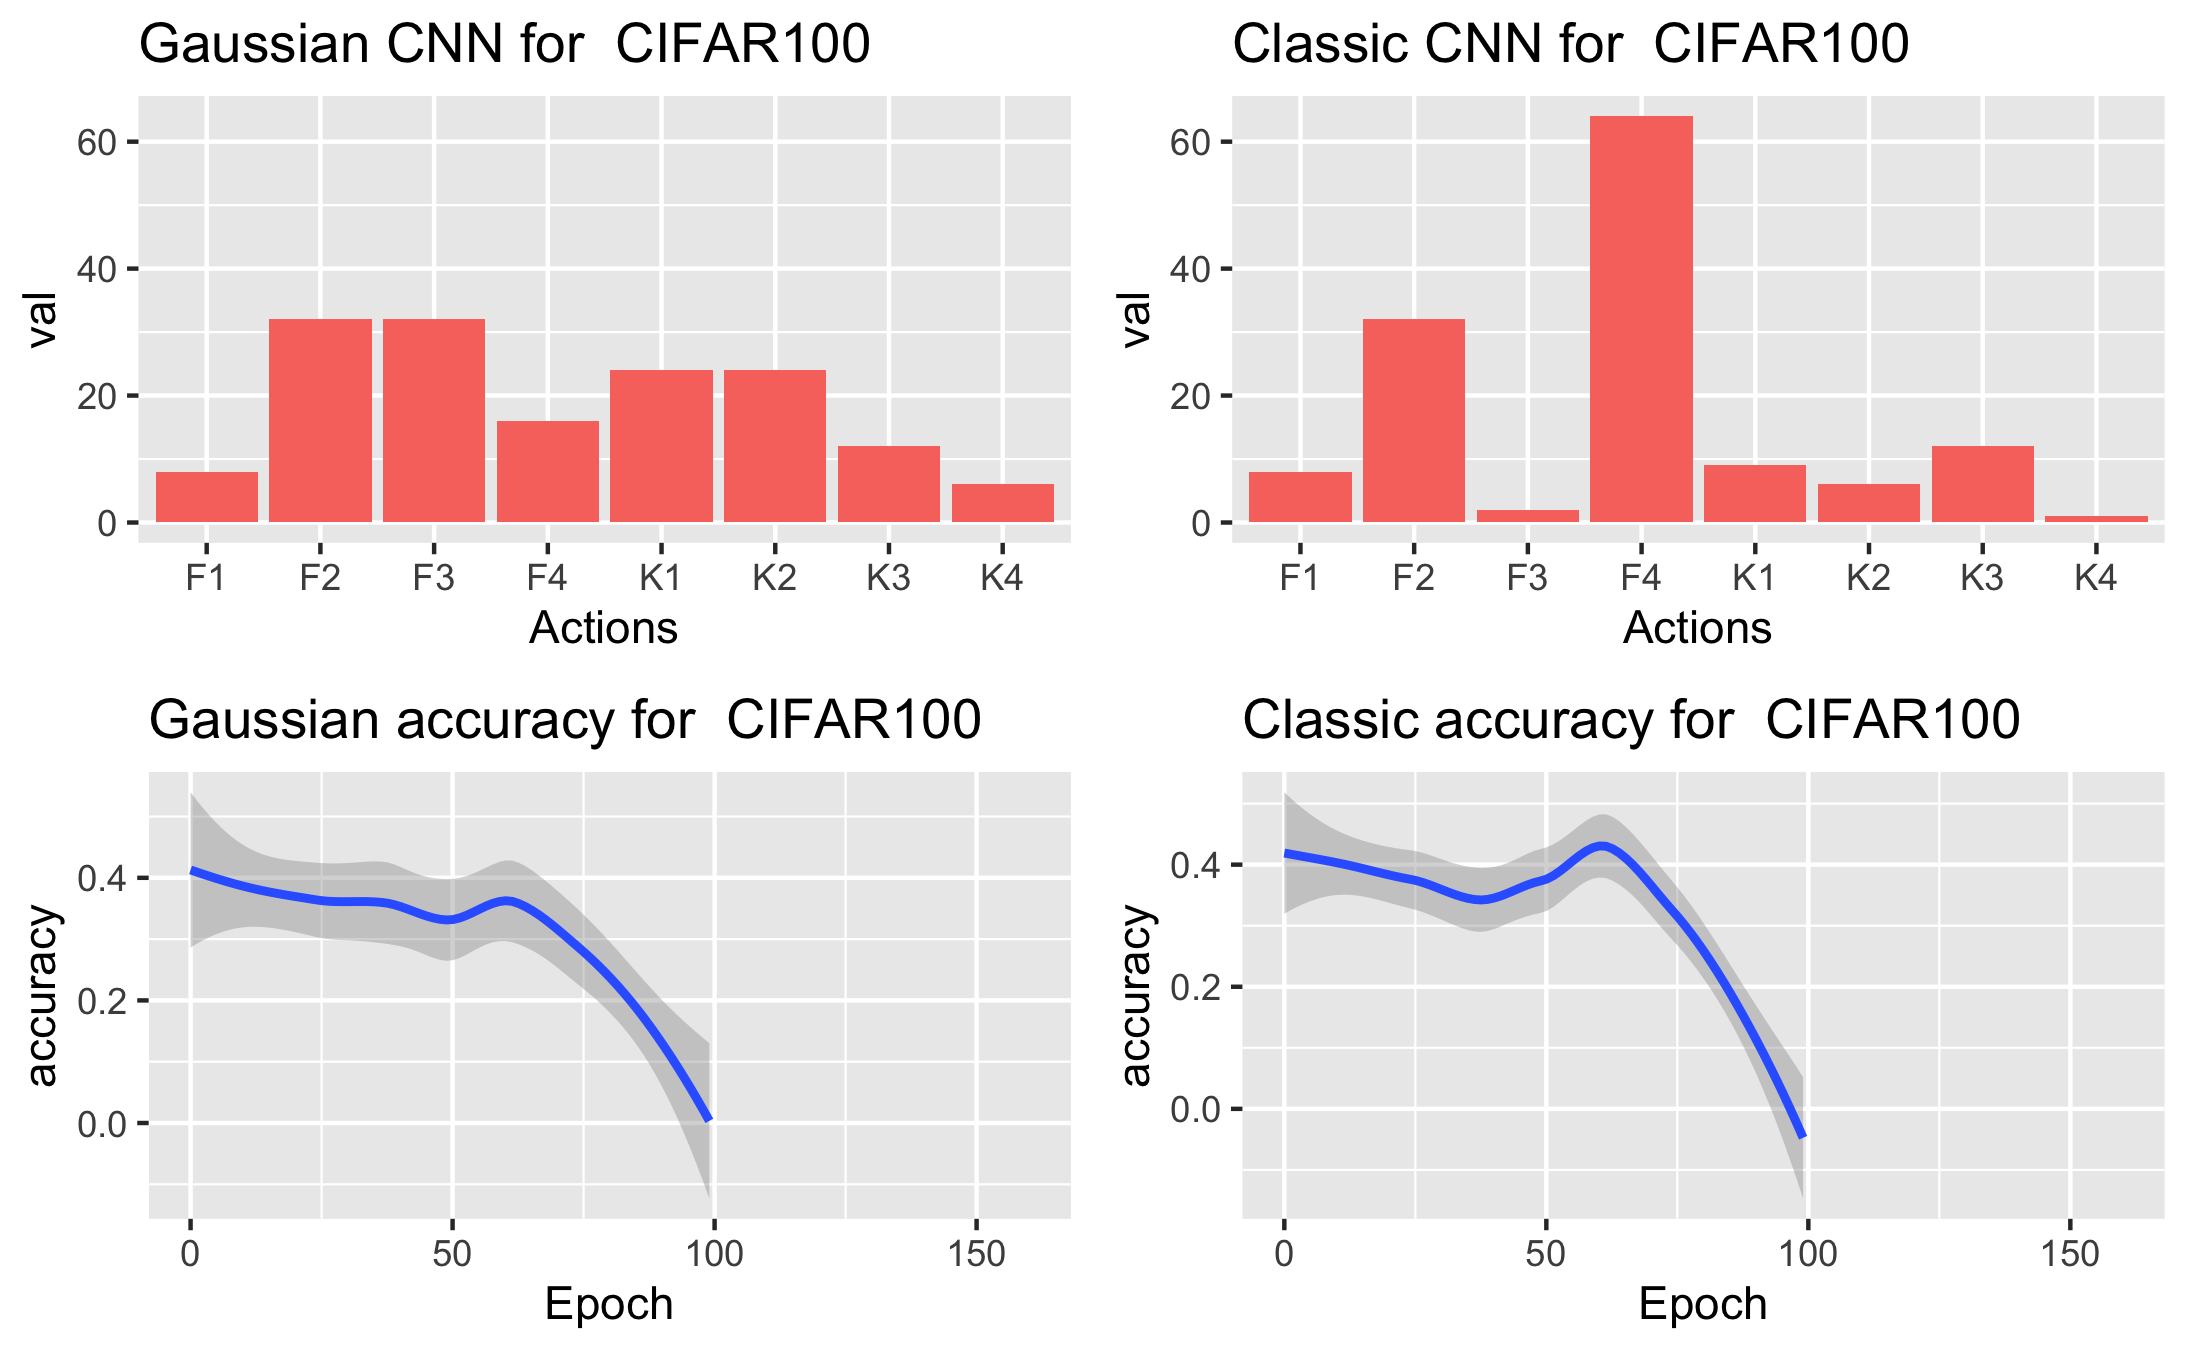 Gaussian CNN for  CIFAR100
val
60
40
20
0
F1 F2 F3 F4 K1 K2 K3 K4
Actions
Classic CNN for  CIFAR100
val
60
40
20
0
F1 F2 F3 F4 K1 K2 K3 K4
Actions
Gaussian accuracy for  CIFAR100
accuracy
0.4
0.2
0.0
0 50 100 150
Epoch
Classic accuracy for  CIFAR100
accuracy
0.4
0.2
0.0
0 50 100 150
Epoch